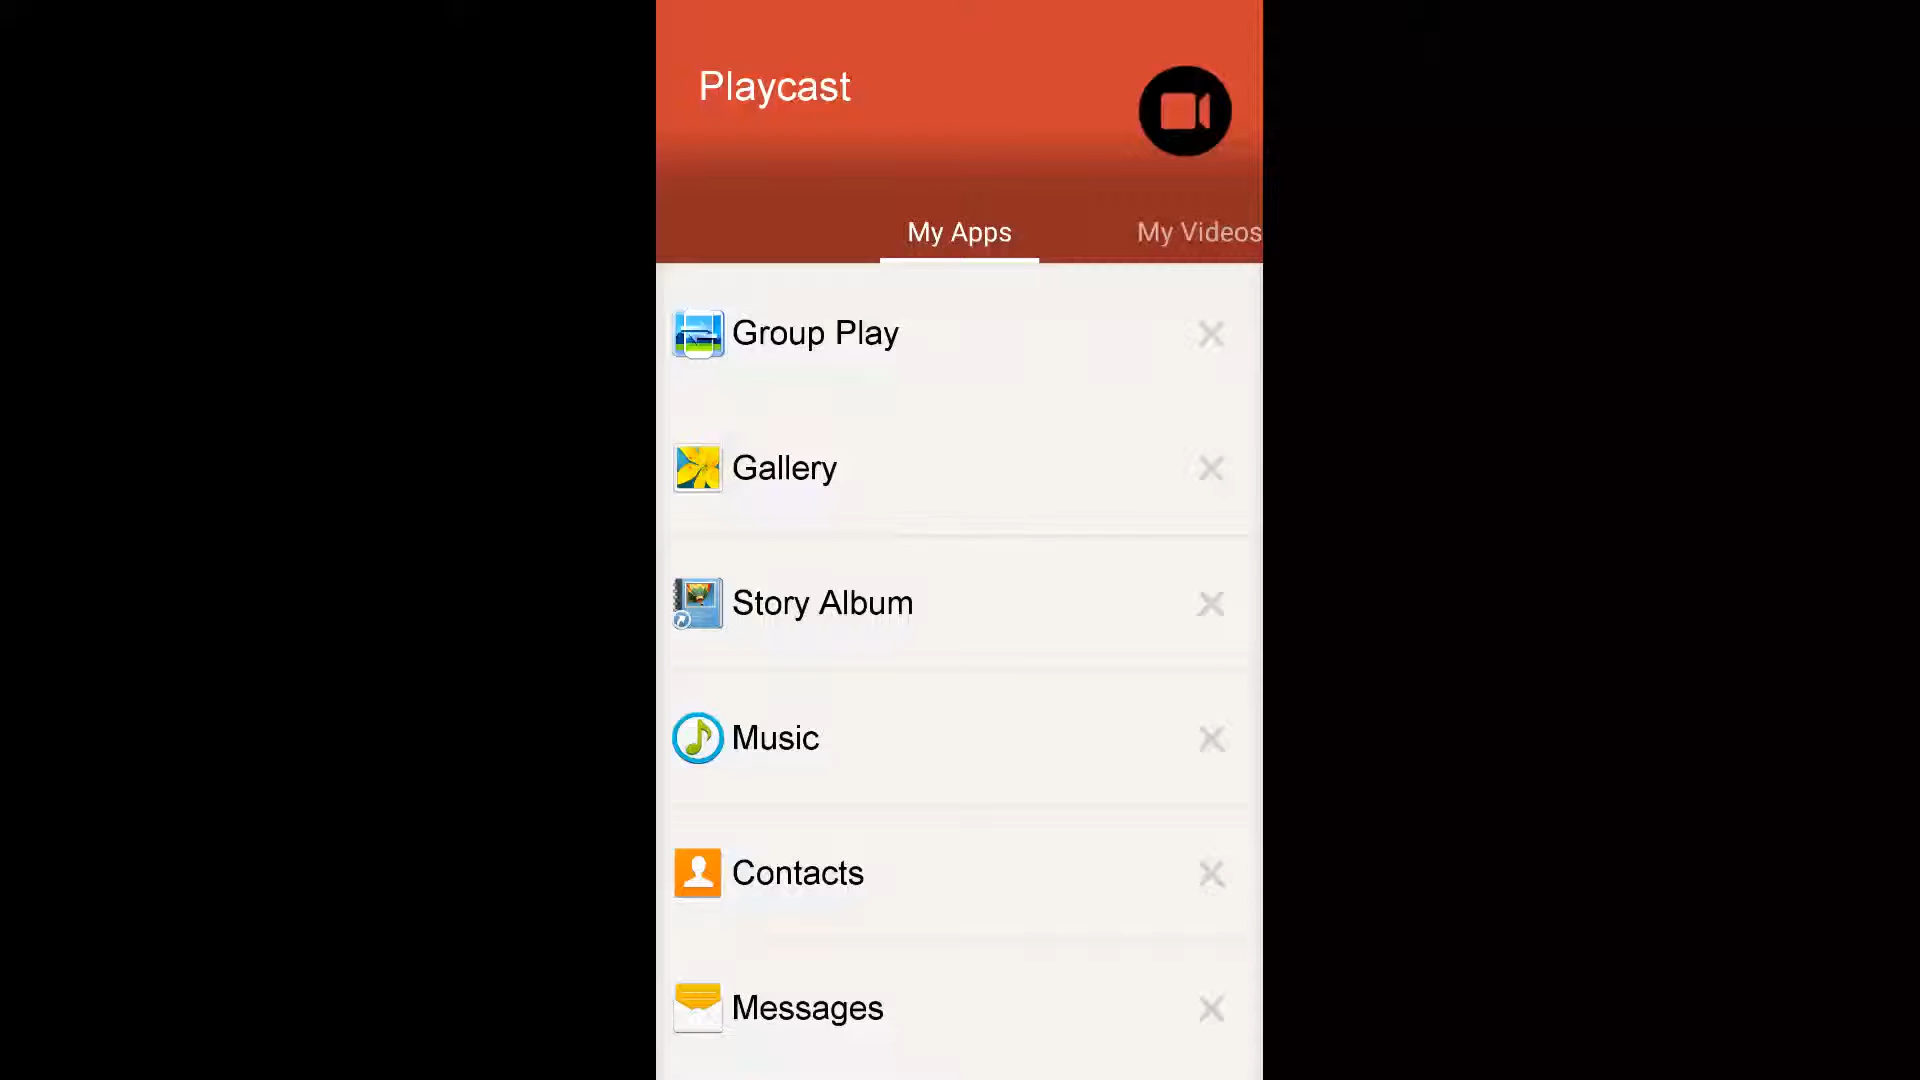 Playcast
My Apps
My Videos
Group Play
Gallery
Story Album
Music
Contacts
Messages